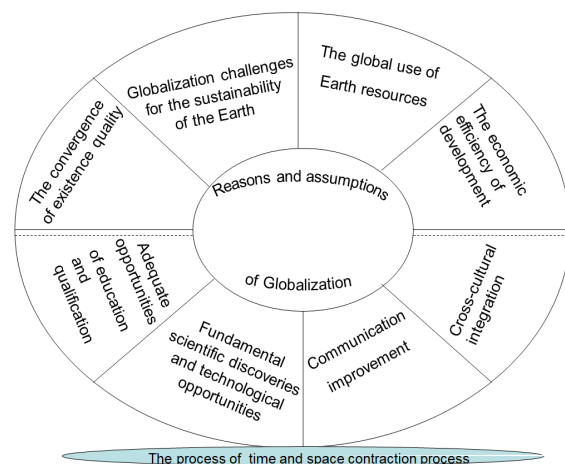 Globalization challenges
for the sustainability
of the Earth
The global use of
Earth resources
The convergence
of existence quality
The economic
efficiency of
development
Reasons and assumptions
of Globalization
Adequate
opportunities
of education
and
qualification
Fundamental
scientific discoveries
and technological
opportunities
Communication
improvement
Cross-cultural
integration
The process of time and space contraction process